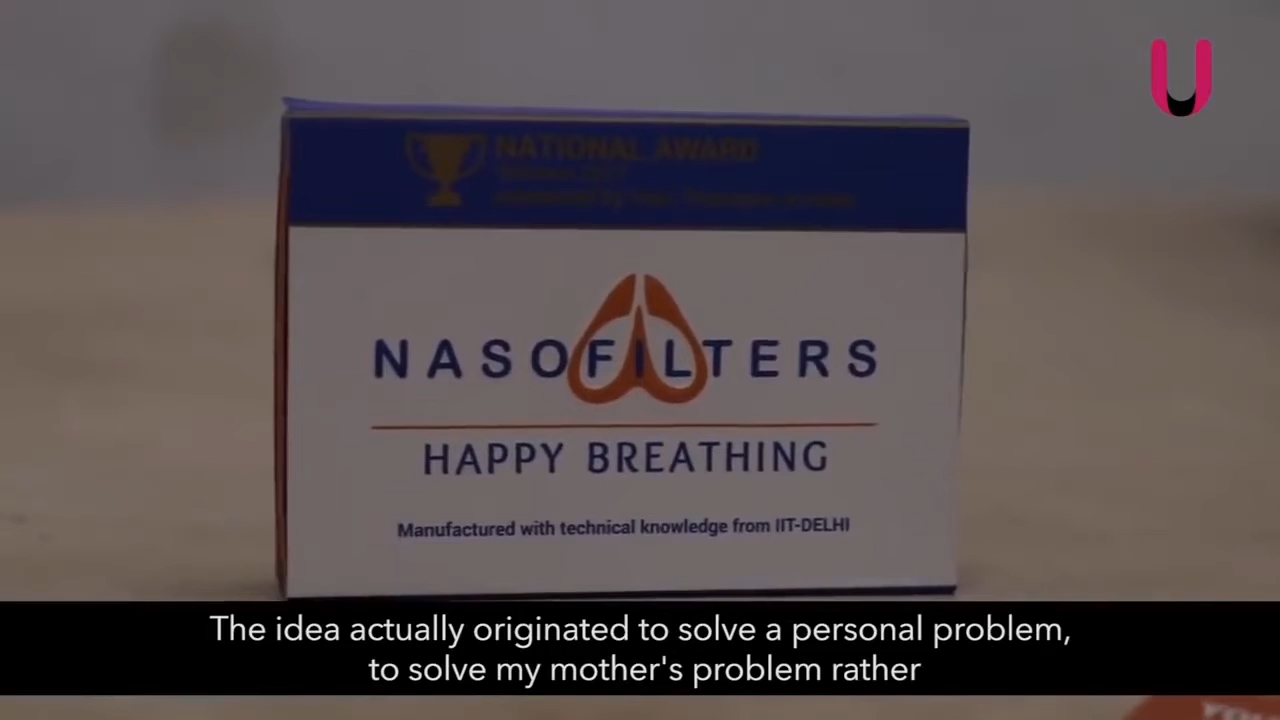 U
NATIONAL AWARD
NASOFILTERS
HAPPY BREATHING
Manufactured with technical knowledge from IIT-DELHI
The idea actually originated to solve a personal problem,
to solve my mother's problem rather